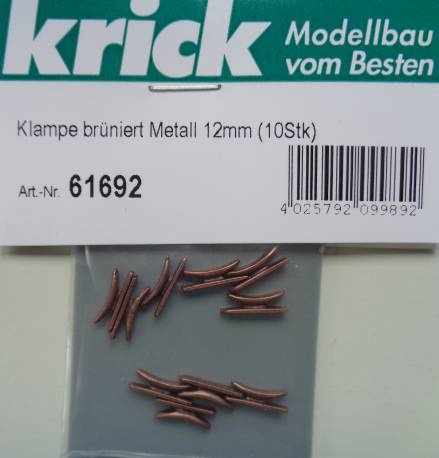 krick
Modellbau
vom Besten
Klampe brüniert Metall 12mm (10Stk)
Art.-Nr. 61692
4 025792 099892